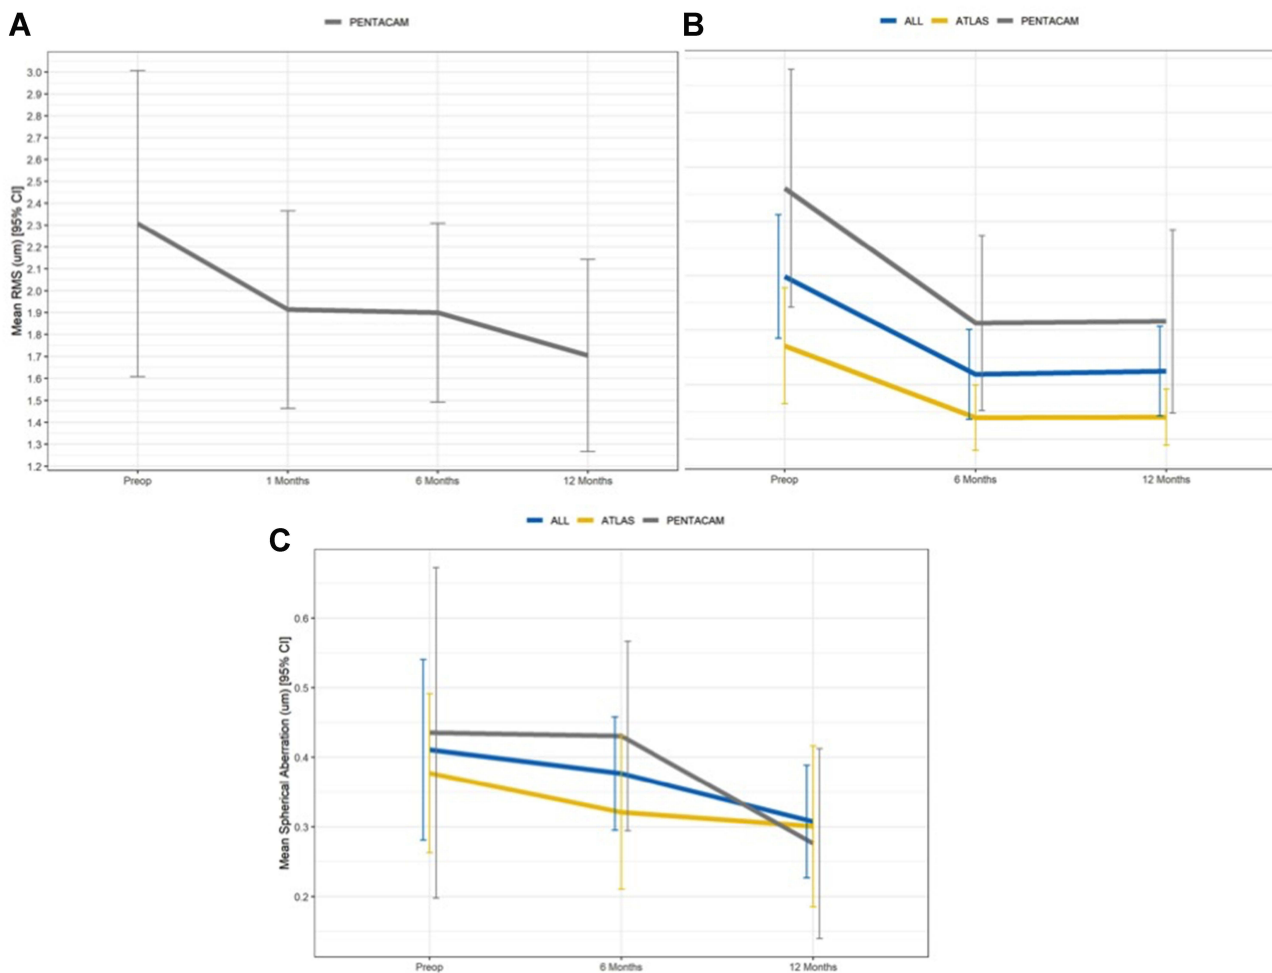 A
PENTACAM
Mean RMS (um) [95% CI]
3.0
2.9
2.8
2.7
2.6
2.5
2.4
2.3
2.2
2.1
2.0
1.9
1.8
1.7
1.6
1.5
1.4
1.3
1.2
Preop 1 Months 6 Months 12 Months
B
ALL ATLAS PENTACAM
Preop 6 Months 12 Months
C
ALL ATLAS PENTACAM
Mean Spherical Aberration (um) [95% CI]
0.6
0.5
0.4
0.3
0.2
Preop 6 Months 12 Months